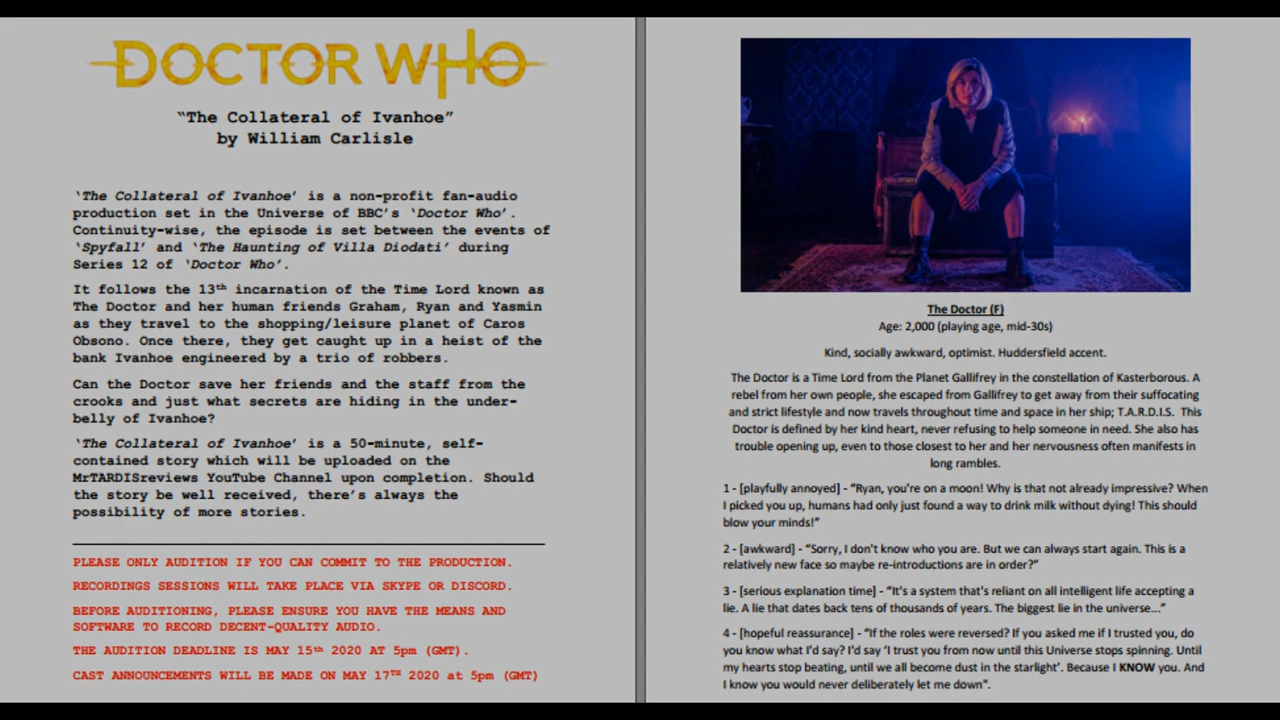 DOCTOR WHO
“The Collateral of Ivanhoe”
by William Carlisle
‘The Collateral of Ivanhoe’ is a non-profit fan-audio
production set in the Universe of BBC’s ‘Doctor Who’.
Continuity-wise, the episode is set between the events of
‘Spyfall’ and ‘The Haunting of Villa Diodati’ during
Series 12 of ‘Doctor Who’.
It follows the 13th incarnation of the Time Lord known as
The Doctor and her human friends Graham, Ryan and Yasmin
as they travel to the shopping/leisure planet of Caros
Obsono. Once there, they get caught up in a heist of the
bank Ivanhoe engineered by a trio of robbers.
Can the Doctor save her friends and the staff from the
crooks and just what secrets are hiding in the under-
belly of Ivanhoe?
‘The Collateral of Ivanhoe’ is a 50-minute, self-
contained story which will be uploaded on the
MrTARDISreviews YouTube Channel upon completion. Should
the story be well received, there’s always the
possibility of more stories.
PLEASE ONLY AUDITION IF YOU CAN COMMIT TO THE PRODUCTION.
RECORDINGS SESSIONS WILL TAKE PLACE VIA SKYPE OR DISCORD.
BEFORE AUDITIONING, PLEASE ENSURE YOU HAVE THE MEANS AND
SOFTWARE TO RECORD DECENT-QUALITY AUDIO.
THE AUDITION DEADLINE IS MAY 15th 2020 AT 5pm (GMT).
CAST ANNOUNCEMENTS WILL BE MADE ON MAY 17TH 2020 at 5pm (GMT)
The Doctor (F)
Age: 2,000 (playing age, mid-30s)
Kind, socially awkward, optimist. Huddersfield accent.
The Doctor is a Time Lord from the Planet Gallifrey in the constellation of Kasterborous. A
rebel from her own people, she escaped from Gallifrey to get away from their suffocating
and strict lifestyle and now travels throughout time and space in her ship; T.A.R.D.I.S. This
Doctor is defined by her kind heart, never refusing to help someone in need. She also has
trouble opening up, even to those closest to her and her nervousness often manifests in
long rambles.
1 - [playfully annoyed] - “Ryan, you're on a moon! Why is that not already impressive? When
I picked you up, humans had only just found a way to drink milk without dying! This should
blow your minds!”
2 - [awkward] - “Sorry, I don't know who you are. But we can always start again. This is a
relatively new face so maybe re-introductions are in order?”
3 - [serious explanation time] - “It's a system that's reliant on all intelligent life accepting a
lie. A lie that dates back tens of thousands of years. The biggest lie in the universe...”
4 - [hopeful reassurance] - “If the roles were reversed? If you asked me if I trusted you, do
you know what I'd say? I'd say ‘I trust you from now until this Universe stops spinning. Until
my hearts stop beating, until we all become dust in the starlight’. Because I KNOW you. And
I know you would never deliberately let me down".